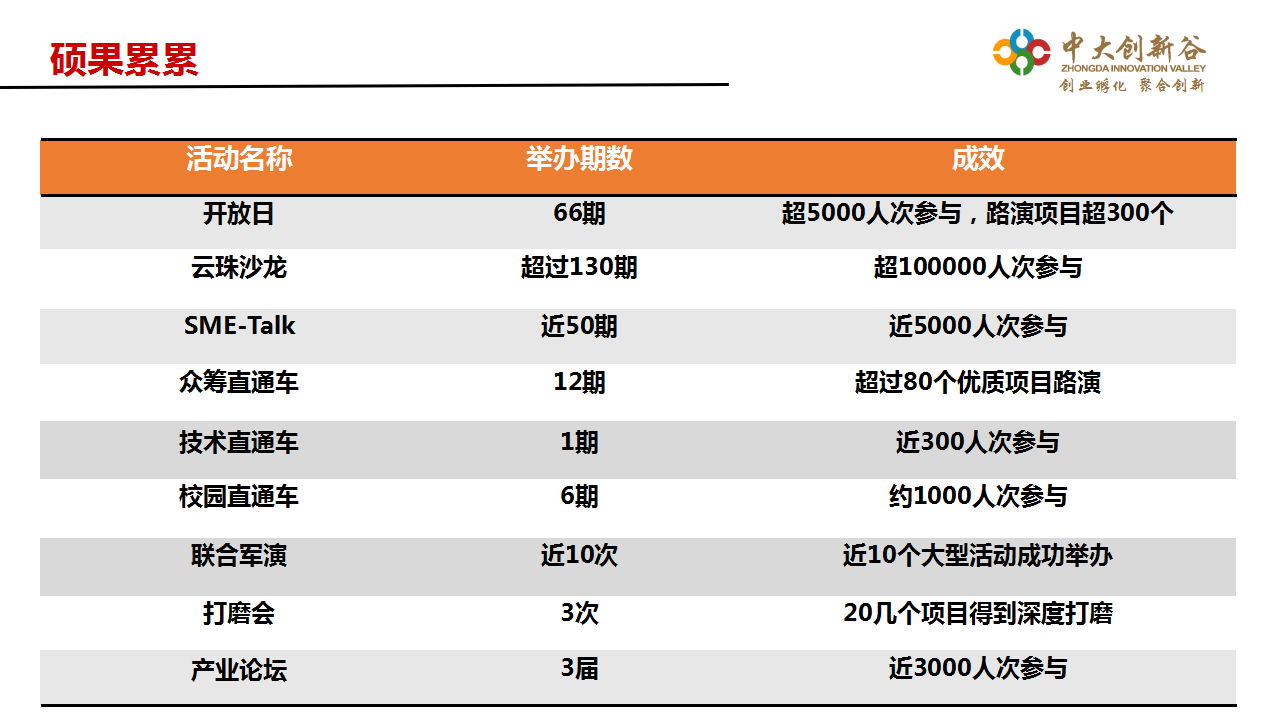 硕果累累
中大创新谷
ZHONGDA INNOVATION VALLEY
创业孵化 聚合创新
活动名称 举办期数 成效
开放日 66期 超5000人次参与，路演项目超300个
云珠沙龙 超过130期 超100000人次参与
SME-Talk 近50期 近5000人次参与
众筹直通车 12期 超过80个优质项目路演
技术直通车 1期 近300人次参与
校园直通车 6期 约1000人次参与
联合军演 近10次 近10个大型活动成功举办
打磨会 3次 20几个项目得到深度打磨
产业论坛 3届 近3000人次参与